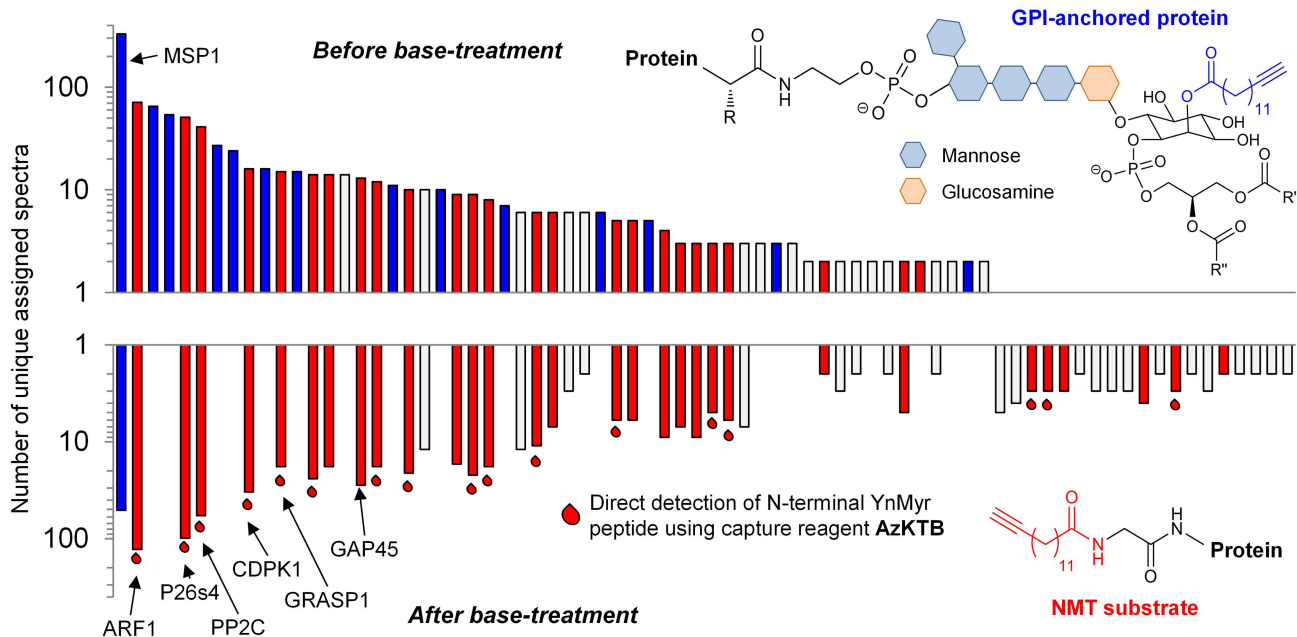 Number of unique assigned spectra
100
10
1
MSP1
Before base-treatment
GPI-anchored protein
Protein
O
N
H
R
O
P
O
⊖O
O
O
O
11
HO
O
OH
OH
O
O
P
O
⊖O
O
O
O
R'
O
O
R"
Mannose
Glucosamine
1
10
100
ARF1
P26s4
PP2C
CDPK1
GRASP1
GAP45
After base-treatment
Direct detection of N-terminal YnMyr
peptide using capture reagent AzKTB
11
O
N
H
O
H
N
Protein
NMT substrate